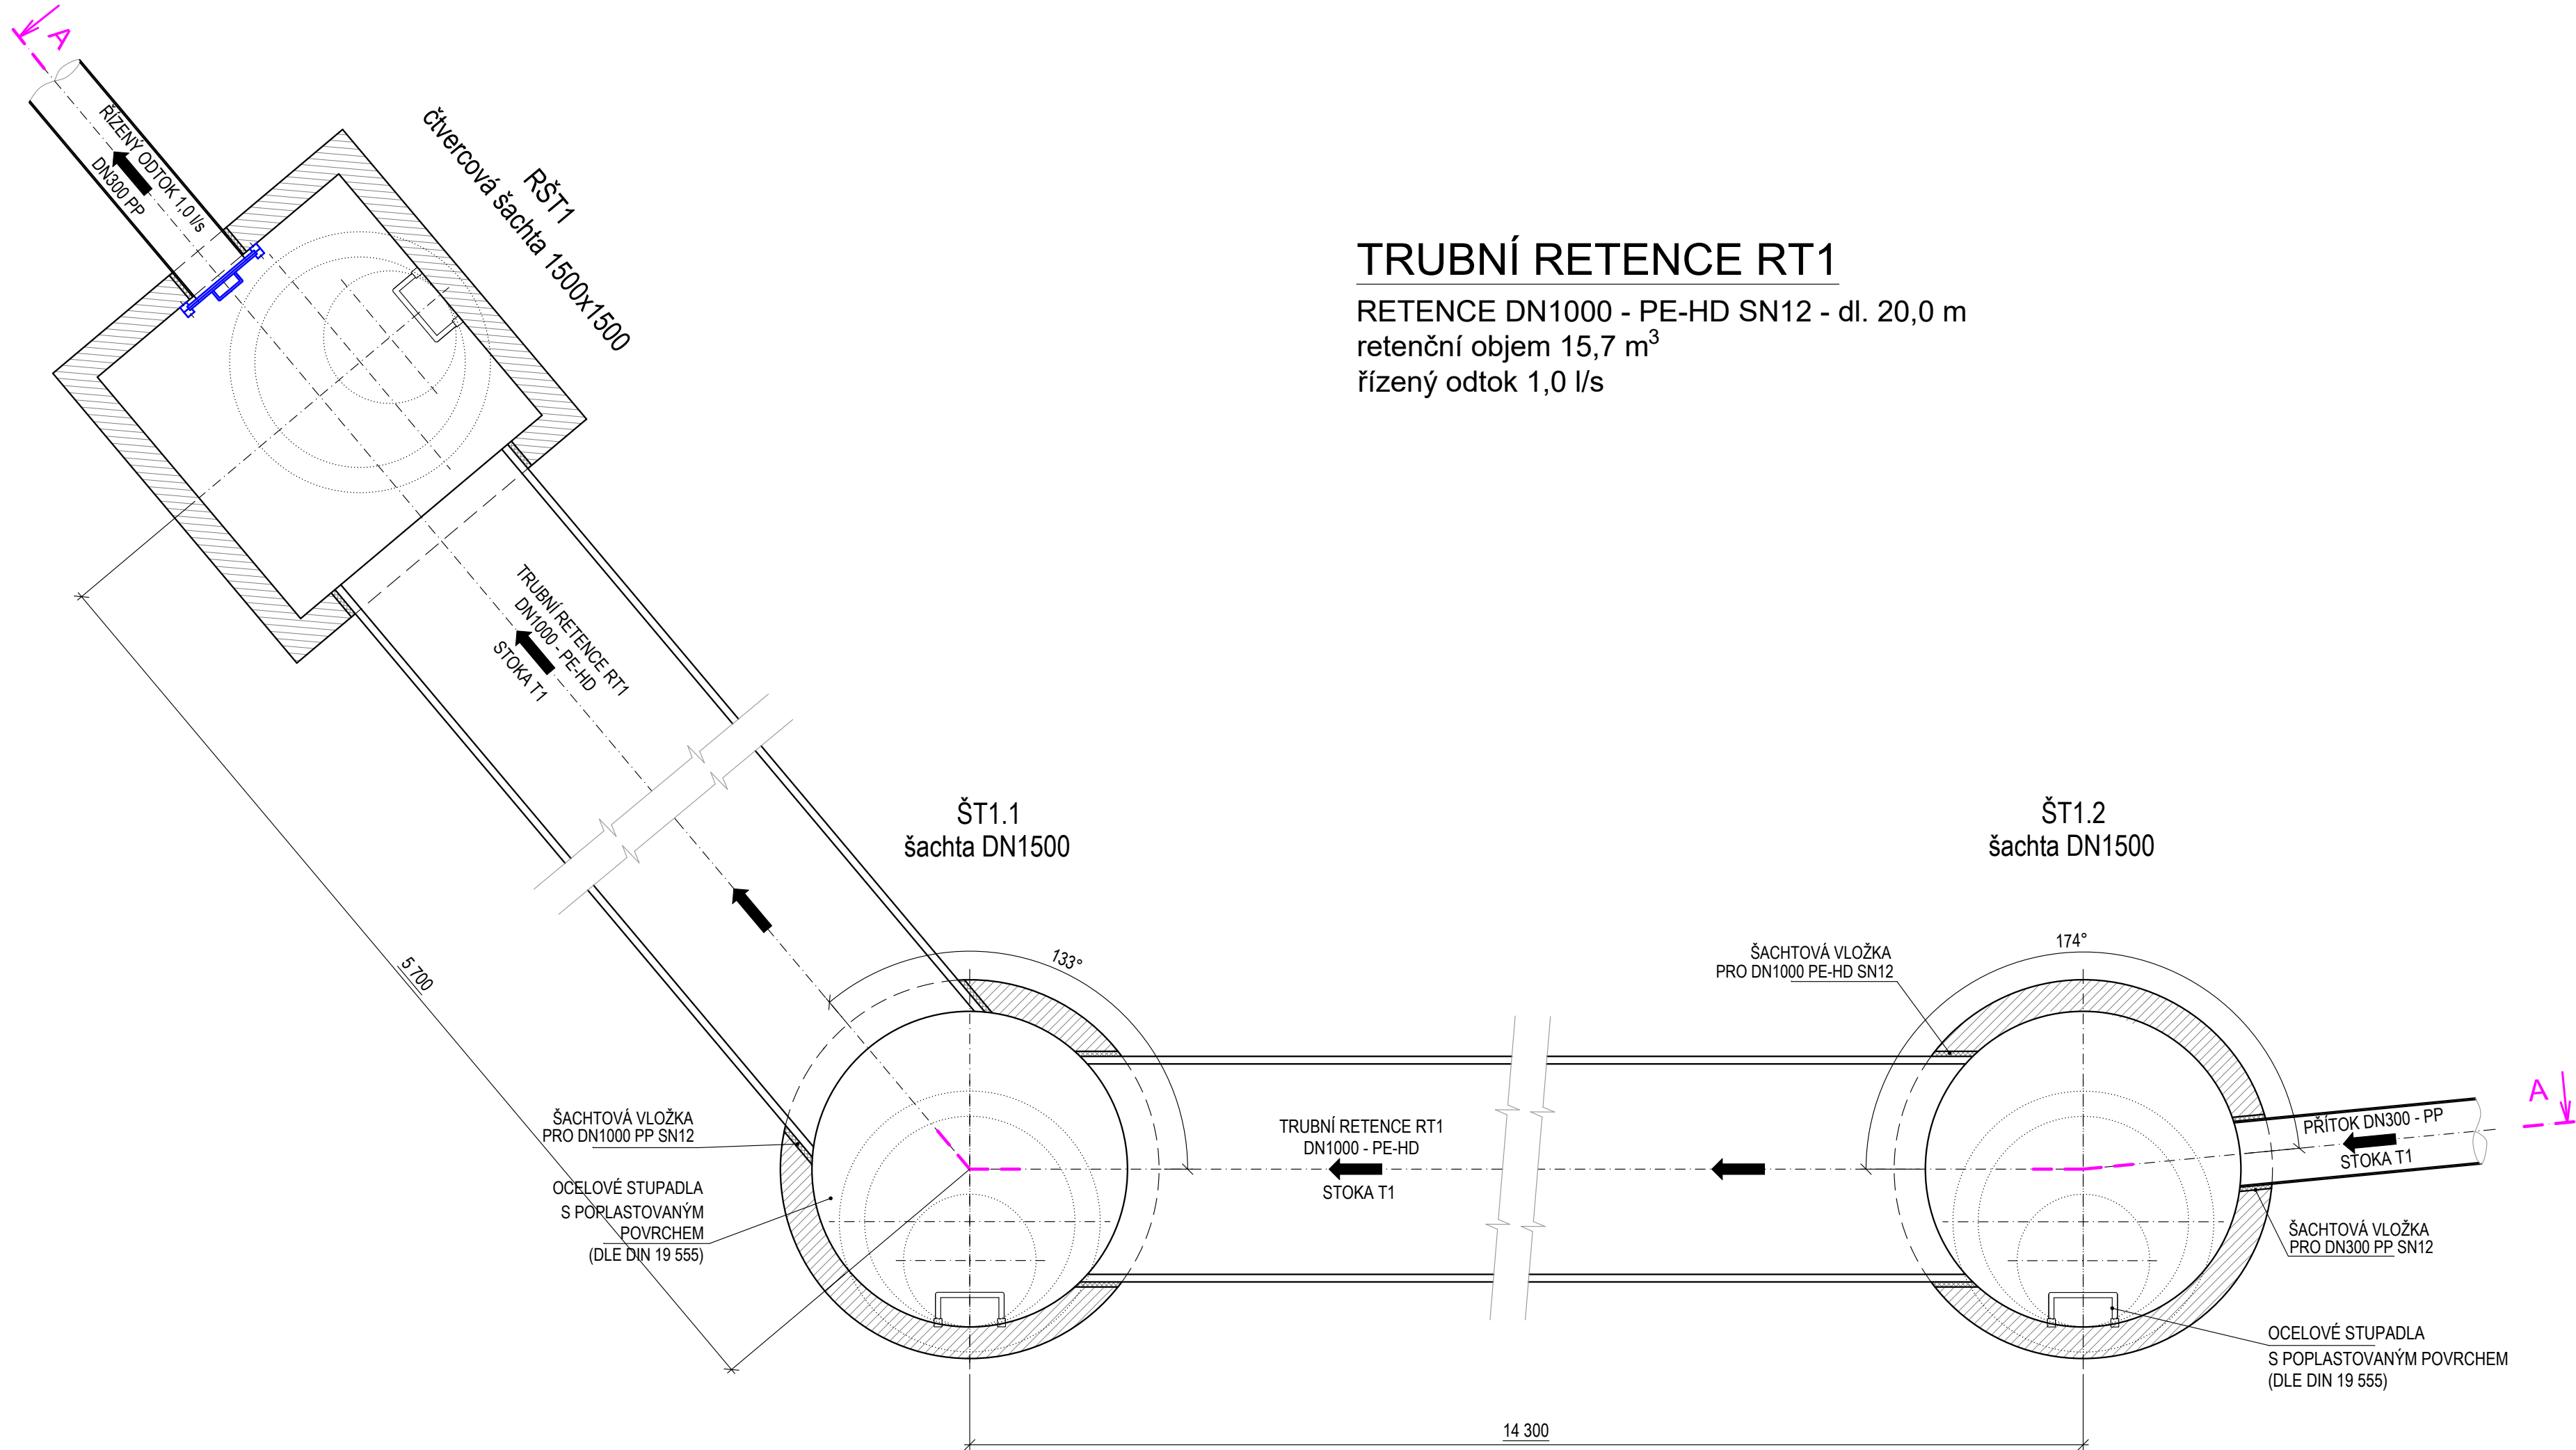 A
ŘÍZENÝ ODTOK 1,0 l/s
DN300 PP
RŠT1
čtvercová šachta 1500x1500
TRUBNÍ RETENCE RT1
RETENCE DN1000 - PE-HD SN12 - dl. 20,0 m
retenční objem 15,7 m³
řízený odtok 1,0 l/s
TRUBNÍ RETENCE RT1
DN1000 - PE-HD
STOKA T1
5 700
ŠT1.1
šachta DN1500
133°
ŠACHTOVÁ VLOŽKA
PRO DN1000 PP SN12
OCELOVÉ STUPADLA
S POPLASTOVANÝM
POVRCHEM
(DLE DIN 19 555)
TRUBNÍ RETENCE RT1
DN1000 - PE-HD
STOKA T1
14 300
ŠT1.2
šachta DN1500
174°
ŠACHTOVÁ VLOŽKA
PRO DN1000 PE-HD SN12
A
PŘÍTOK DN300 - PP
STOKA T1
ŠACHTOVÁ VLOŽKA
PRO DN300 PP SN12
OCELOVÉ STUPADLA
S POPLASTOVANÝM POVRCHEM
(DLE DIN 19 555)